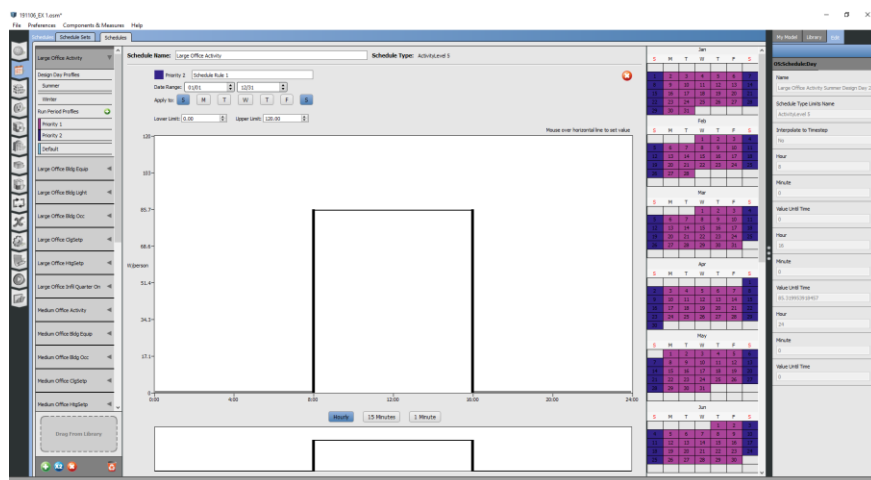 191106_EX 1.osm*
File Preferences Components & Measures Help
Schedules Schedule Sets Schedules
My Model Library Edit
Large Office Activity
Design Day Profiles
Summer
Winter
Run Period Profiles
Priority 1
Priority 2
Default
Large Office Bldg Equip
Large Office Bldg Light
Large Office Bldg Occ
Large Office ClgSetp
Large Office HtgSetp
Large Office Infil Quarter On
Medium Office Activity
Medium Office Bldg Equip
Medium Office Bldg Occ
Medium Office ClgSetp
Medium Office HtgSetp
Drag From Library
Schedule Name: Large Office Activity Schedule Type: ActivityLevel 5
Priority 2 Schedule Rule 1
Date Range: 01/01 12/31
Apply to: S M T W T F S
Lower Limit: 0.00 Upper Limit: 120.00
Mouse over horizontal line to set value
120
103
85.7
68.6
W/person
51.4
34.3
17.1
0
0:00 4:00 8:00 12:00 16:00 20:00 24:00
Hourly 15 Minutes 1 Minute
Jan
S M T W T F S
Feb
S M T W T F S
Mar
S M T W T F S
Apr
S M T W T F S
May
S M T W T F S
Jun
S M T W T F S
OS:Schedule:Day
Name
Large Office Activity Summer Design Day
Schedule Type Limits Name
ActivityLevel 5
Interpolate to Timestep
No
Hour
8
Minute
0
Value Until Time
0
Hour
16
Minute
0
Value Until Time
Hour
24
Minute
0
Value Until Time
0